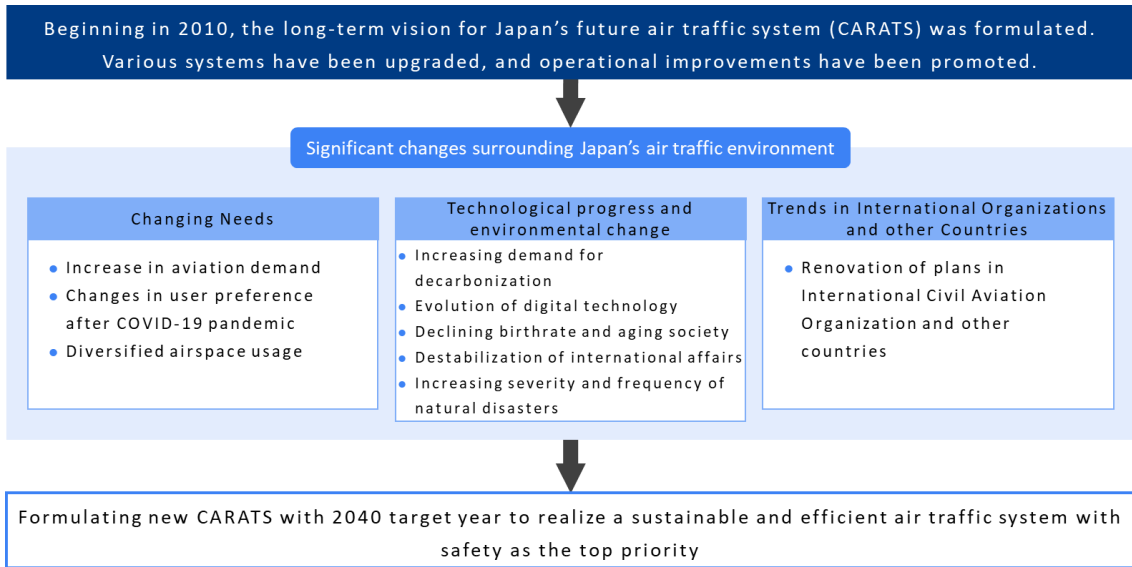 Beginning in 2010, the long-term vision for Japan's future air traffic system (CARATS) was formulated.
Various systems have been upgraded, and operational improvements have been promoted.
Significant changes surrounding Japan's air traffic environment
Changing Needs
● Increase in aviation demand
● Changes in user preference
after COVID-19 pandemic
● Diversified airspace usage
Technological progress and
environmental change
● Increasing demand for
decarbonization
● Evolution of digital technology
● Declining birthrate and aging society
● Destabilization of international affairs
● Increasing severity and frequency of
natural disasters
Trends in International Organizations
and other Countries
● Renovation of plans in
International Civil Aviation
Organization and other
countries
Formulating new CARATS with 2040 target year to realize a sustainable and efficient air traffic system with
safety as the top priority